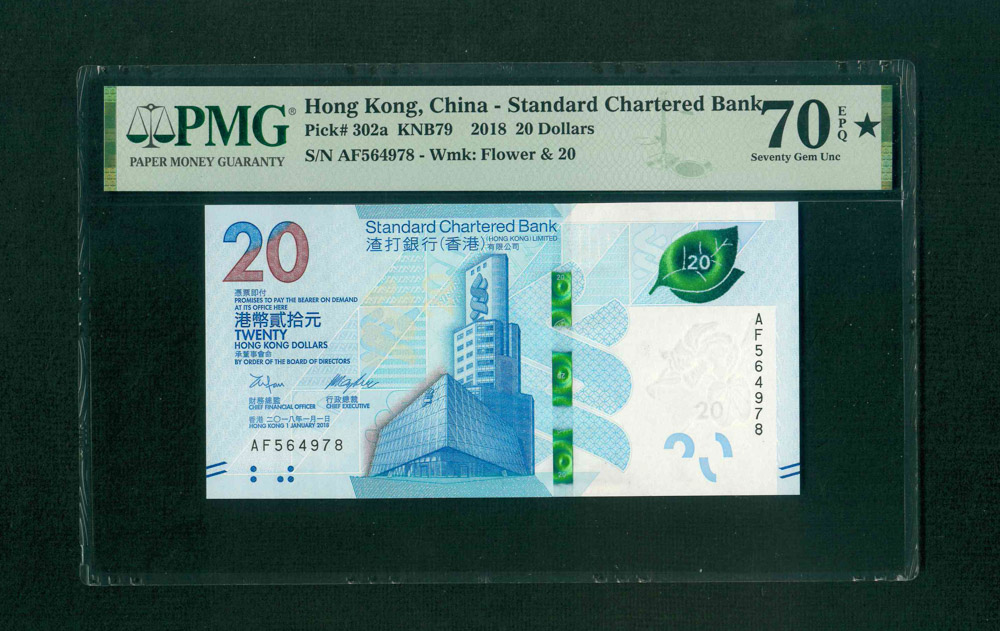 PMG®
PAPER MONEY GUARANTY
Hong Kong, China - Standard Chartered Bank
Pick# 302a KNB79 2018 20 Dollars
S/N AF564978 - Wmk: Flower & 20
70 EPQ ★
Seventy Gem Unc
20
Standard Chartered Bank
渣打銀行(香港)(HONG KONG) LIMITED
有限公司
憑票即付
PROMISES TO PAY THE BEARER ON DEMAND
AT ITS OFFICE HERE
港幣貳拾元
TWENTY
HONG KONG DOLLARS
承董事會命
BY ORDER OF THE BOARD OF DIRECTORS
財務總監
CHIEF FINANCIAL OFFICER
行政總裁
CHIEF EXECUTIVE
香港 二〇一八年一月一日
HONG KONG 1 JANUARY 2018
AF564978
20
AF564978
20